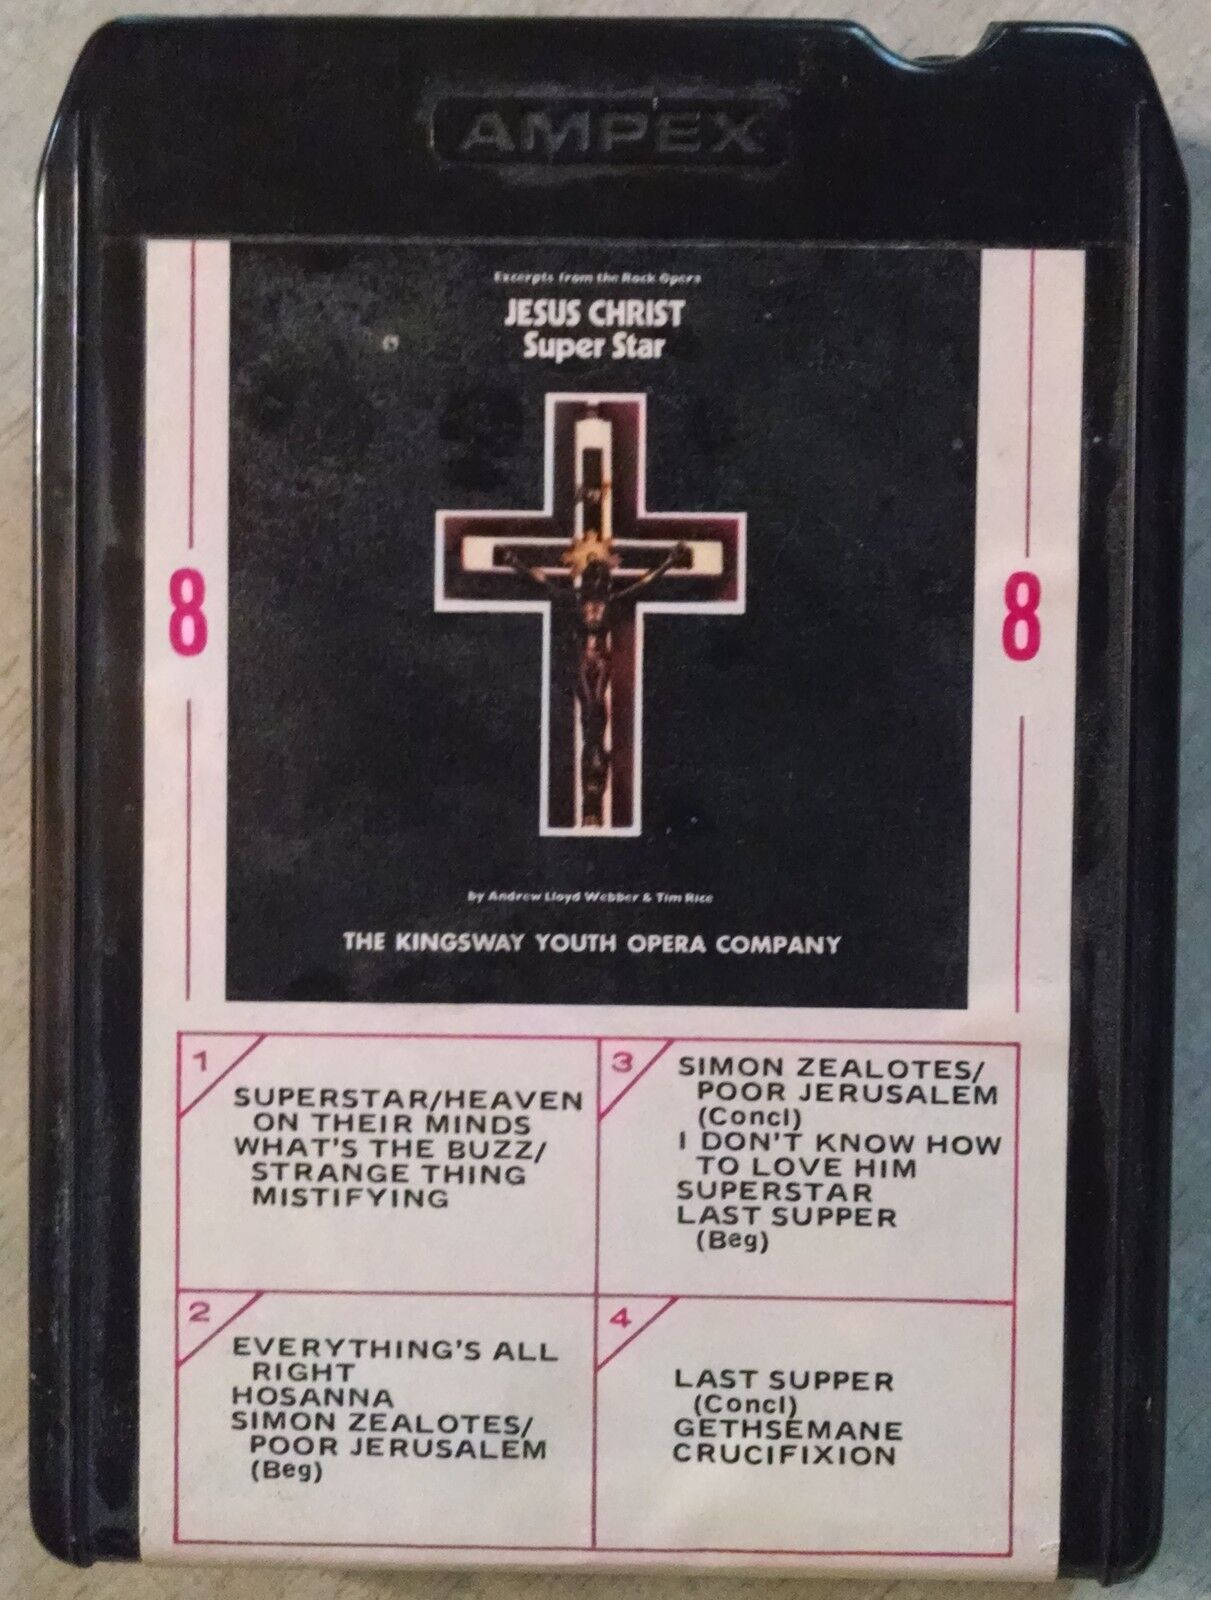 AMPEX
Excerpts from the Rock Opera
JESUS CHRIST
Super Star
8
8
by Andrew Lloyd Webber & Tim Rice
THE KINGSWAY YOUTH OPERA COMPANY
1
SUPERSTAR/HEAVEN
ON THEIR MINDS
WHAT'S THE BUZZ/
STRANGE THING
MISTIFYING
2
EVERYTHING'S ALL
RIGHT
HOSANNA
SIMON ZEALOTES/
POOR JERUSALEM
(Beg)
3
SIMON ZEALOTES/
POOR JERUSALEM
(Concl)
I DON'T KNOW HOW
TO LOVE HIM
SUPERSTAR
LAST SUPPER
(Beg)
4
LAST SUPPER
(Concl)
GETHSEMANE
CRUCIFIXION